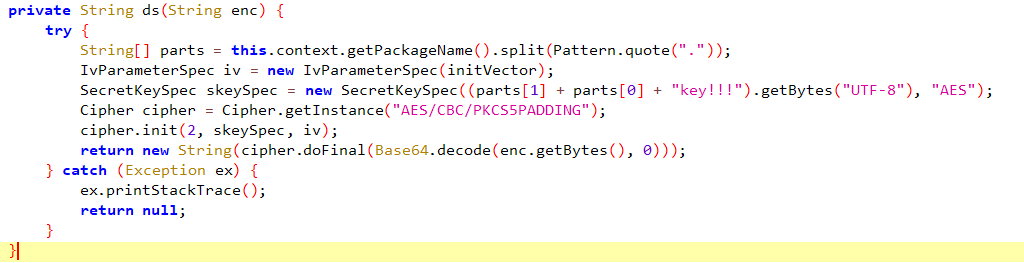 private String ds(String enc) {
    try {
        String[] parts = this.context.getPackageName().split(Pattern.quote("."));
        IvParameterSpec iv = new IvParameterSpec(initVector);
        SecretKeySpec skeySpec = new SecretKeySpec((parts[1] + parts[0] + "key!!!").getBytes("UTF-8"), "AES");
        Cipher cipher = Cipher.getInstance("AES/CBC/PKCS5PADDING");
        cipher.init(2, skeySpec, iv);
        return new String(cipher.doFinal(Base64.decode(enc.getBytes(), 0)));
    } catch (Exception ex) {
        ex.printStackTrace();
        return null;
    }
}